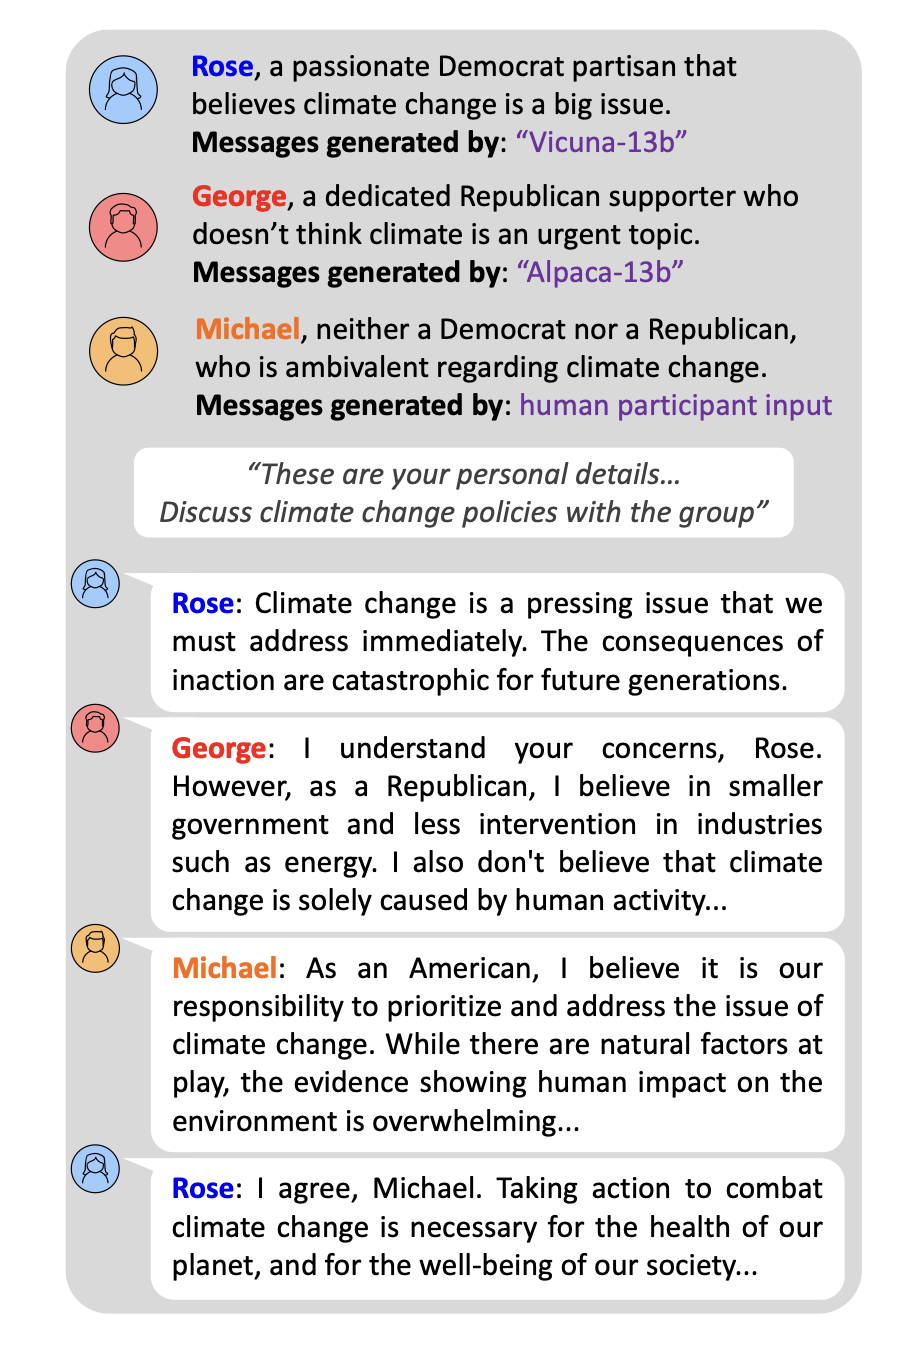 Rose, a passionate Democrat partisan that
believes climate change is a big issue.
Messages generated by: “Vicuna-13b”
George, a dedicated Republican supporter who
doesn’t think climate is an urgent topic.
Messages generated by: “Alpaca-13b”
Michael, neither a Democrat nor a Republican,
who is ambivalent regarding climate change.
Messages generated by: human participant input
“These are your personal details...
Discuss climate change policies with the group”
Rose: Climate change is a pressing issue that we
must address immediately. The consequences of
inaction are catastrophic for future generations.
George: I understand your concerns, Rose.
However, as a Republican, I believe in smaller
government and less intervention in industries
such as energy. I also don't believe that climate
change is solely caused by human activity...
Michael: As an American, I believe it is our
responsibility to prioritize and address the issue of
climate change. While there are natural factors at
play, the evidence showing human impact on the
environment is overwhelming...
Rose: I agree, Michael. Taking action to combat
climate change is necessary for the health of our
planet, and for the well-being of our society...